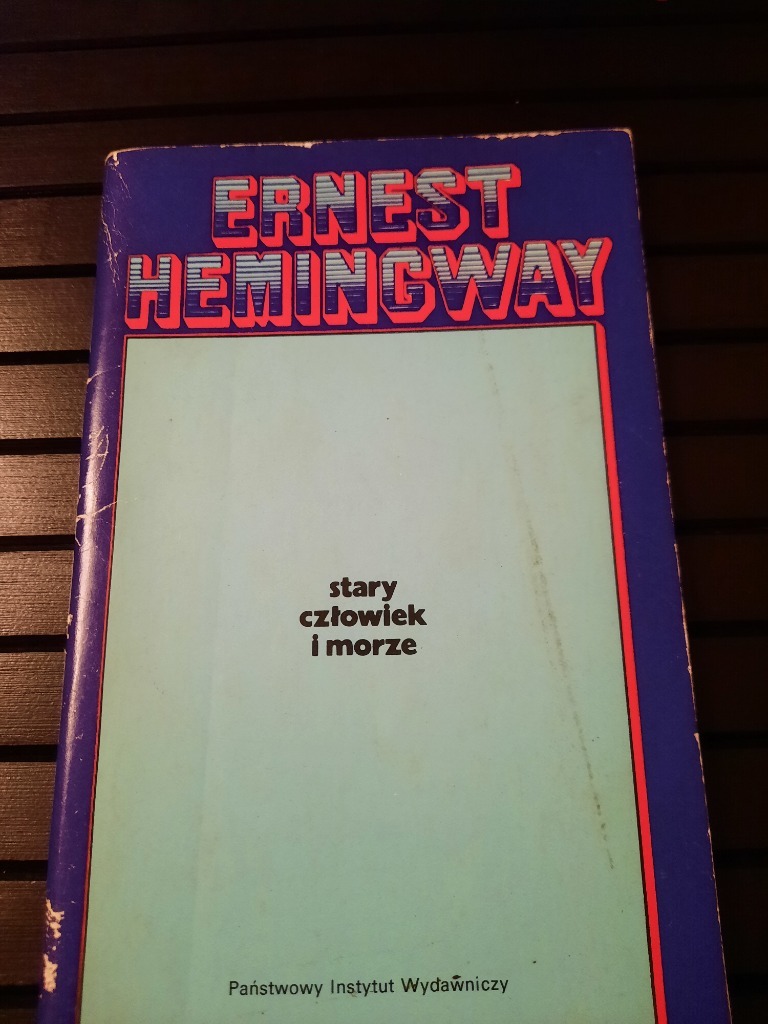 ERNEST
HEMINGWAY
stary
człowiek
i morze
Państwowy Instytut Wydawniczy